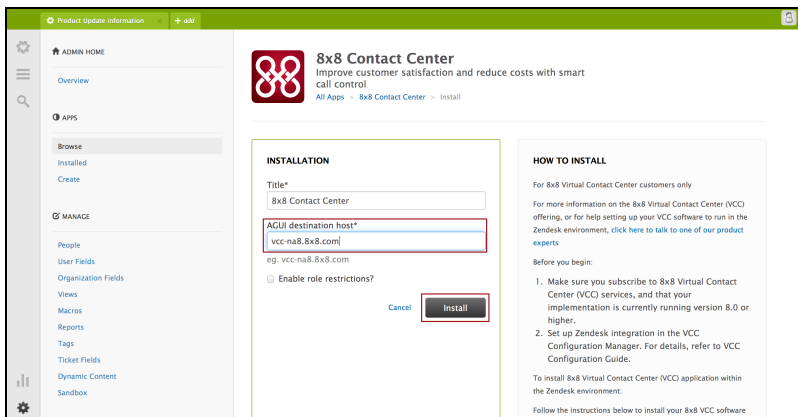 Product Update information × + add
ADMIN HOME
Overview
APPS
Browse
Installed
Create
MANAGE
People
User Fields
Organization Fields
Views
Macros
Reports
Tags
Ticket Fields
Dynamic Content
Sandbox
8x8 Contact Center
Improve customer satisfaction and reduce costs with smart
call control
All Apps > 8x8 Contact Center > Install
INSTALLATION
Title*
8x8 Contact Center
AGUI destination host*
vcc-na8.8x8.com
eg. vcc-na8.8x8.com
Enable role restrictions?
Cancel Install
HOW TO INSTALL
For 8x8 Virtual Contact Center customers only
For more information on the 8x8 Virtual Contact Center (VCC)
offering, or for help setting up your VCC software to run in the
Zendesk environment, click here to talk to one of our product
experts
Before you begin:
1. Make sure you subscribe to 8x8 Virtual Contact
Center (VCC) services, and that your
implementation is currently running version 8.0 or
higher.
2. Set up Zendesk integration in the VCC
Configuration Manager. For details, refer to VCC
Configuration Guide.
To install 8x8 Virtual Contact Center (VCC) application within
the Zendesk environment:
Follow the instructions below to install your 8x8 VCC software